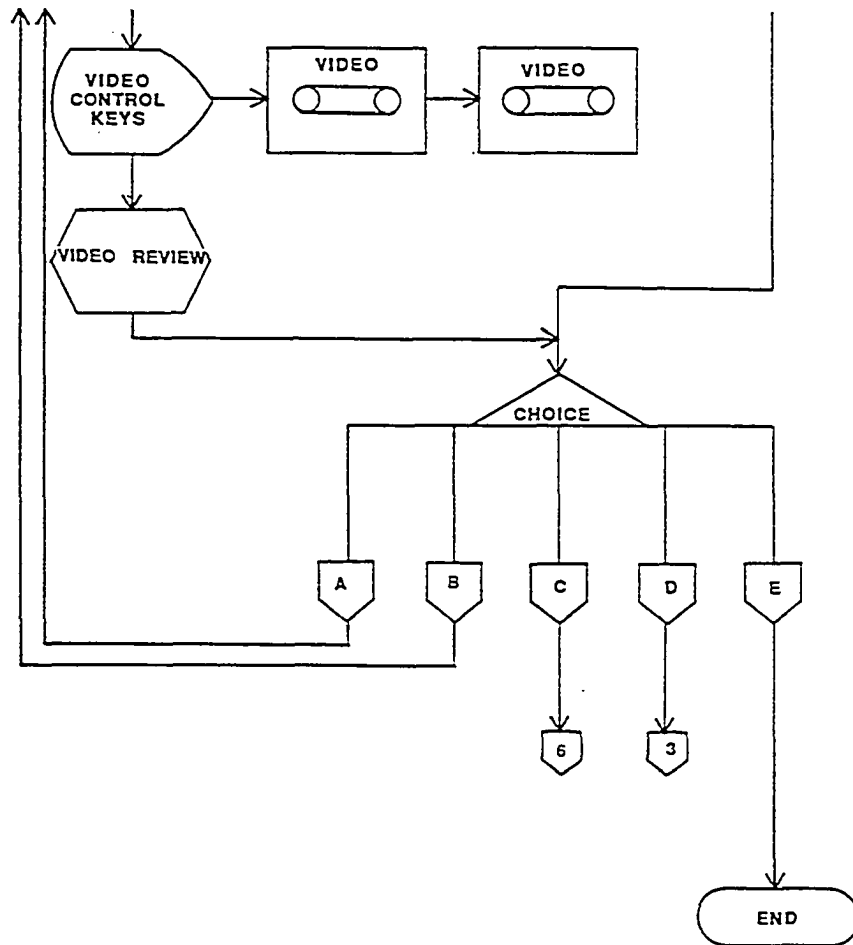 VIDEO
CONTROL
KEYS
VIDEO
VIDEO
VIDEO REVIEW
CHOICE
A
B
C
D
E
6
3
END